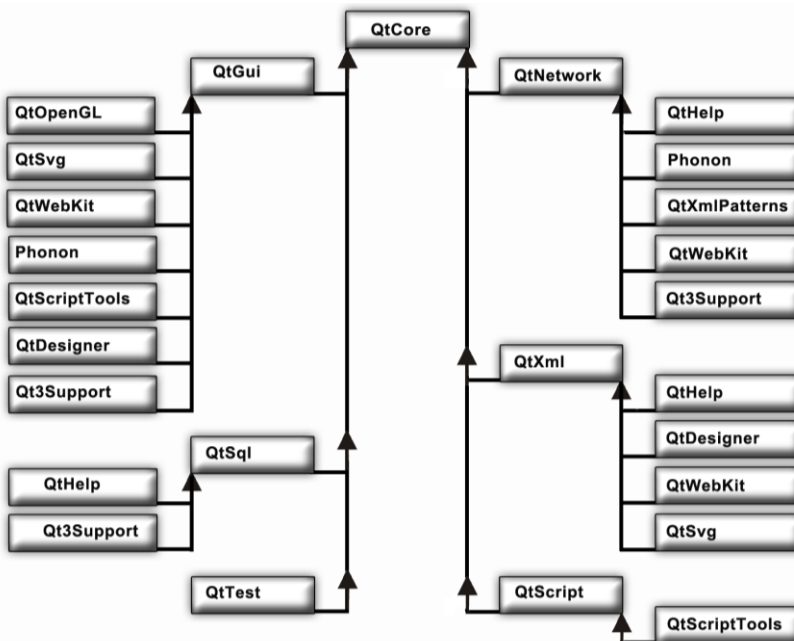 QtCore
QtGui
QtOpenGL
QtSvg
QtWebKit
Phonon
QtScriptTools
QtDesigner
Qt3Support
QtSql
QtHelp
Qt3Support
QtTest
QtNetwork
QtHelp
Phonon
QtXmlPatterns
QtWebKit
Qt3Support
QtXml
QtHelp
QtDesigner
QtWebKit
QtSvg
QtScript
QtScriptTools